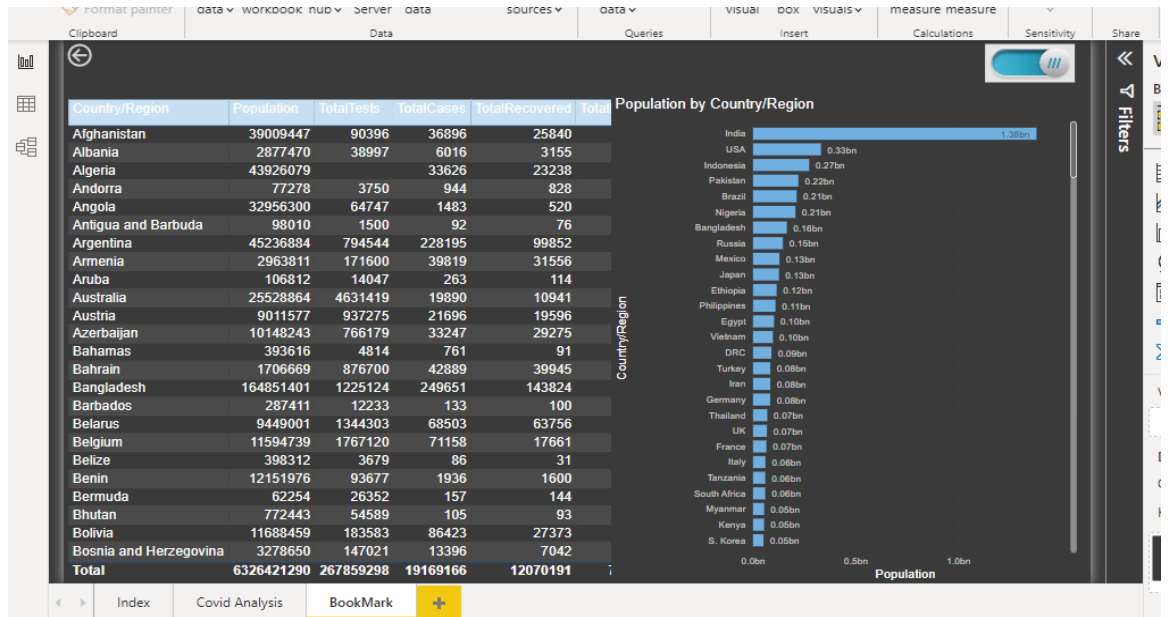 Format painter data workbook hub Server data sources data visual box visuals measure measure
Clipboard Data Queries Insert Calculations Sensitivity Share
Filters
Country/Region Population TotalTests TotalCases TotalRecovered Total
Afghanistan 39009447 90396 36896 25840
Albania 2877470 38997 6016 3155
Algeria 43926079 33626 23238
Andorra 77278 3750 944 828
Angola 32956300 64747 1483 520
Antigua and Barbuda 98010 1500 92 76
Argentina 45236884 794544 228195 99852
Armenia 2963811 171600 39819 31556
Aruba 106812 14047 263 114
Australia 25528864 4631419 19890 10941
Austria 9011577 937275 21696 19596
Azerbaijan 10148243 766179 33247 29275
Bahamas 393616 4814 761 91
Bahrain 1706669 876700 42889 39945
Bangladesh 164851401 1225124 249651 143824
Barbados 287411 12233 133 100
Belarus 9449001 1344303 68503 63756
Belgium 11594739 1767120 71158 17661
Belize 398312 3679 86 31
Benin 12151976 93677 1936 1600
Bermuda 62254 26352 157 144
Bhutan 772443 54589 105 93
Bolivia 11688459 183583 86423 27373
Bosnia and Herzegovina 3278650 147021 13396 7042
Total 6326421290 267859298 19169166 12070191
Population by Country/Region
India 1.38bn
USA 0.33bn
Indonesia 0.27bn
Pakistan 0.22bn
Brazil 0.21bn
Nigeria 0.21bn
Bangladesh 0.16bn
Russia 0.15bn
Mexico 0.13bn
Japan 0.13bn
Ethiopia 0.12bn
Philippines 0.11bn
Egypt 0.10bn
Vietnam 0.10bn
DRC 0.09bn
Turkey 0.08bn
Iran 0.08bn
Germany 0.08bn
Thailand 0.07bn
UK 0.07bn
France 0.07bn
Italy 0.06bn
Tanzania 0.06bn
South Africa 0.06bn
Myanmar 0.05bn
Kenya 0.05bn
S. Korea 0.05bn
Country/Region
0.0bn 0.5bn 1.0bn
Population
Index Covid Analysis BookMark +